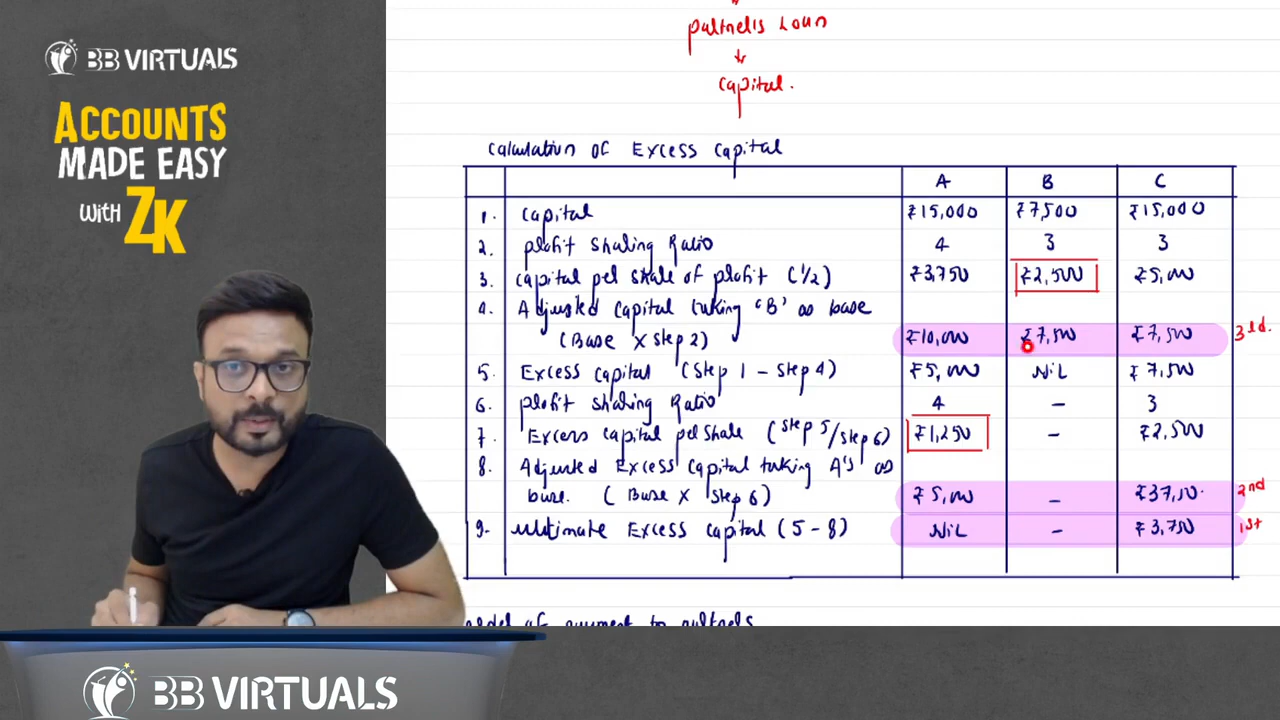 BB VIRTUALS
ACCOUNTS
MADE EASY
WITH ZK
partners Loan
capital.
Calculation of Excess Capital
A B C
1. Capital ₹15,000 ₹7,500 ₹15,000
2. profit sharing Ratio 4 3 3
3. capital per share of profit (1/2) ₹3,750 ₹2,500 ₹5,000
4. Adjusted Capital taking 'B' as base
(Base X Step 2) ₹10,000 ₹7,500 ₹7,500 3rd.
5. Excess capital (Step 1 - Step 4) ₹5,000 Nil ₹7,500
6. profit sharing Ratio 4 - 3
7. Excess capital per share (Step 5/Step 6) ₹1,250 - ₹2,500
8. Adjusted Excess Capital taking A's as
base. (Base X Step 6) ₹5,000 - ₹37,50. 2nd
9. ultimate Excess capital (5-8) Nil - ₹3,750 1st
of payment to partners
BB VIRTUALS